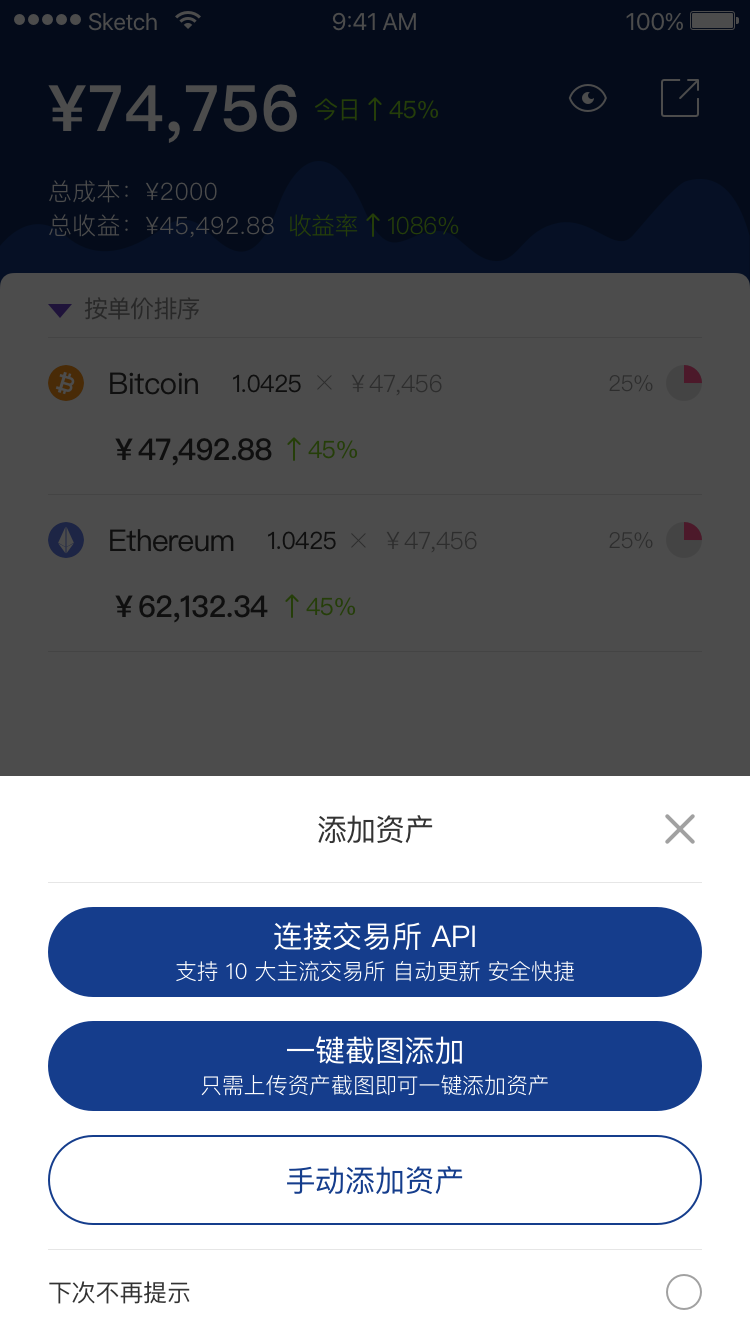 Sketch 9:41 AM 100%
¥74,756 今日↑45%
总成本：¥2000
总收益：¥45,492.88 收益率↑1086%
按单价排序
Bitcoin 1.0425 × ¥47,456 25%
¥47,492.88 ↑45%
Ethereum 1.0425 × ¥47,456 25%
¥62,132.34 ↑45%
添加资产
连接交易所 API
支持 10 大主流交易所 自动更新 安全快捷
一键截图添加
只需上传资产截图即可一键添加资产
手动添加资产
下次不再提示